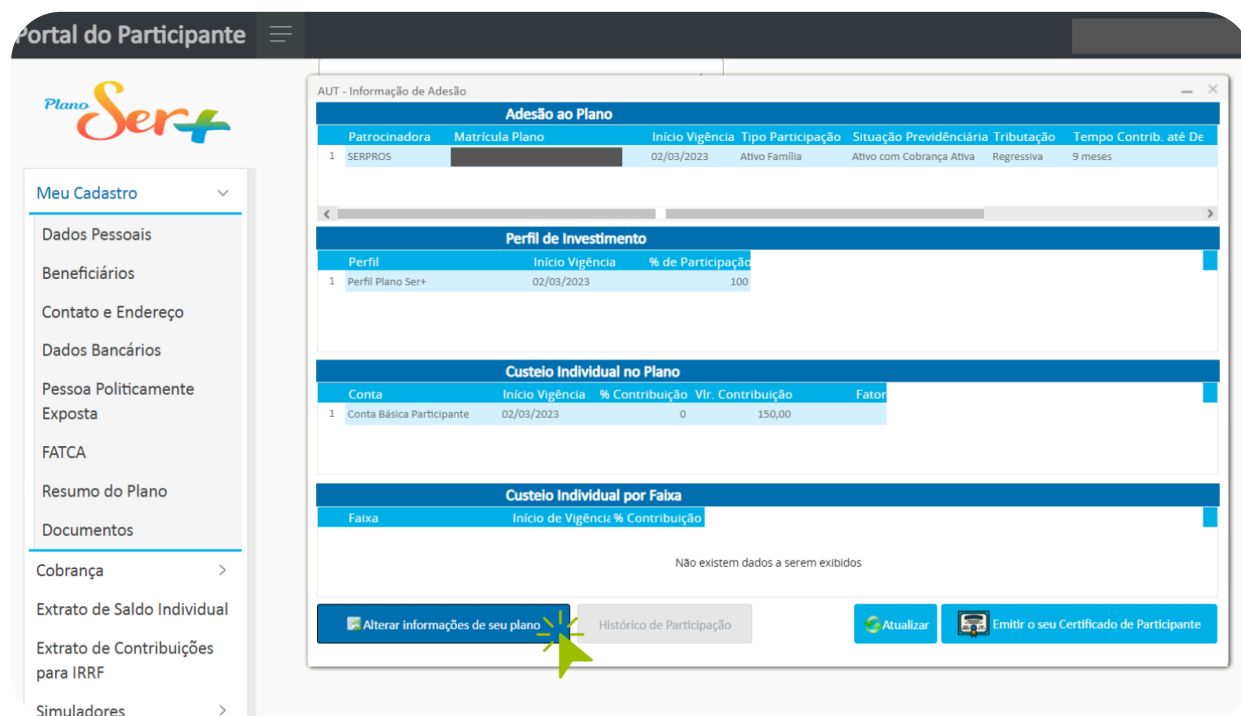 Portal do Participante
Plano
Ser+
Meu Cadastro
Dados Pessoais
Beneficiários
Contato e Endereço
Dados Bancários
Pessoa Politicamente
Exposta
FATCA
Resumo do Plano
Documentos
Cobrança
Extrato de Saldo Individual
Extrato de Contribuições
para IRRF
Simuladores
AUT - Informação de Adesão
Adesão ao Plano
Patrocinadora Matrícula Plano Início Vigência Tipo Participação Situação Previdênciária Tributação Tempo Contrib. até De
1 SERPROS 02/03/2023 Ativo Família Ativo com Cobrança Ativa Regressiva 9 meses
Perfil de Investimento
Perfil Início Vigência % de Participação
1 Perfil Plano Ser+ 02/03/2023 100
Custeio Individual no Plano
Conta Início Vigência % Contribuição Vlr. Contribuição Fator
1 Conta Básica Participante 02/03/2023 0 150,00
Custeio Individual por Faixa
Faixa Início de Vigência % Contribuição
Não existem dados a serem exibidos
Alterar informações de seu plano Histórico de Participação Atualizar Emitir o seu Certificado de Participante